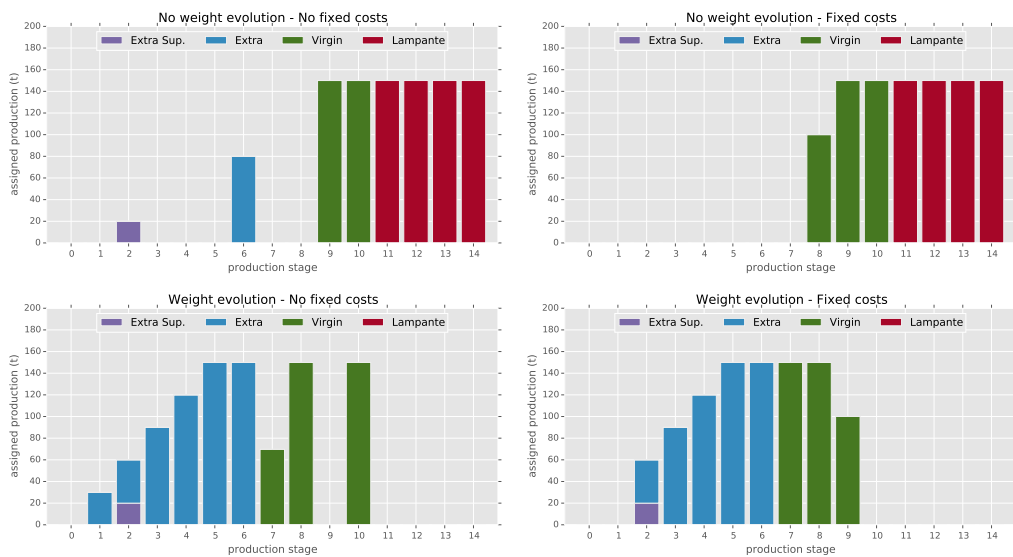 No weight evolution - No fixed costs
Extra Sup. Extra Virgin Lampante
assigned production (t)
200
180
160
140
120
100
80
60
40
20
0
0 1 2 3 4 5 6 7 8 9 10 11 12 13 14
production stage
No weight evolution - Fixed costs
Extra Sup. Extra Virgin Lampante
assigned production (t)
200
180
160
140
120
100
80
60
40
20
0
0 1 2 3 4 5 6 7 8 9 10 11 12 13 14
production stage
Weight evolution - No fixed costs
Extra Sup. Extra Virgin Lampante
assigned production (t)
200
180
160
140
120
100
80
60
40
20
0
0 1 2 3 4 5 6 7 8 9 10 11 12 13 14
production stage
Weight evolution - Fixed costs
Extra Sup. Extra Virgin Lampante
assigned production (t)
200
180
160
140
120
100
80
60
40
20
0
0 1 2 3 4 5 6 7 8 9 10 11 12 13 14
production stage